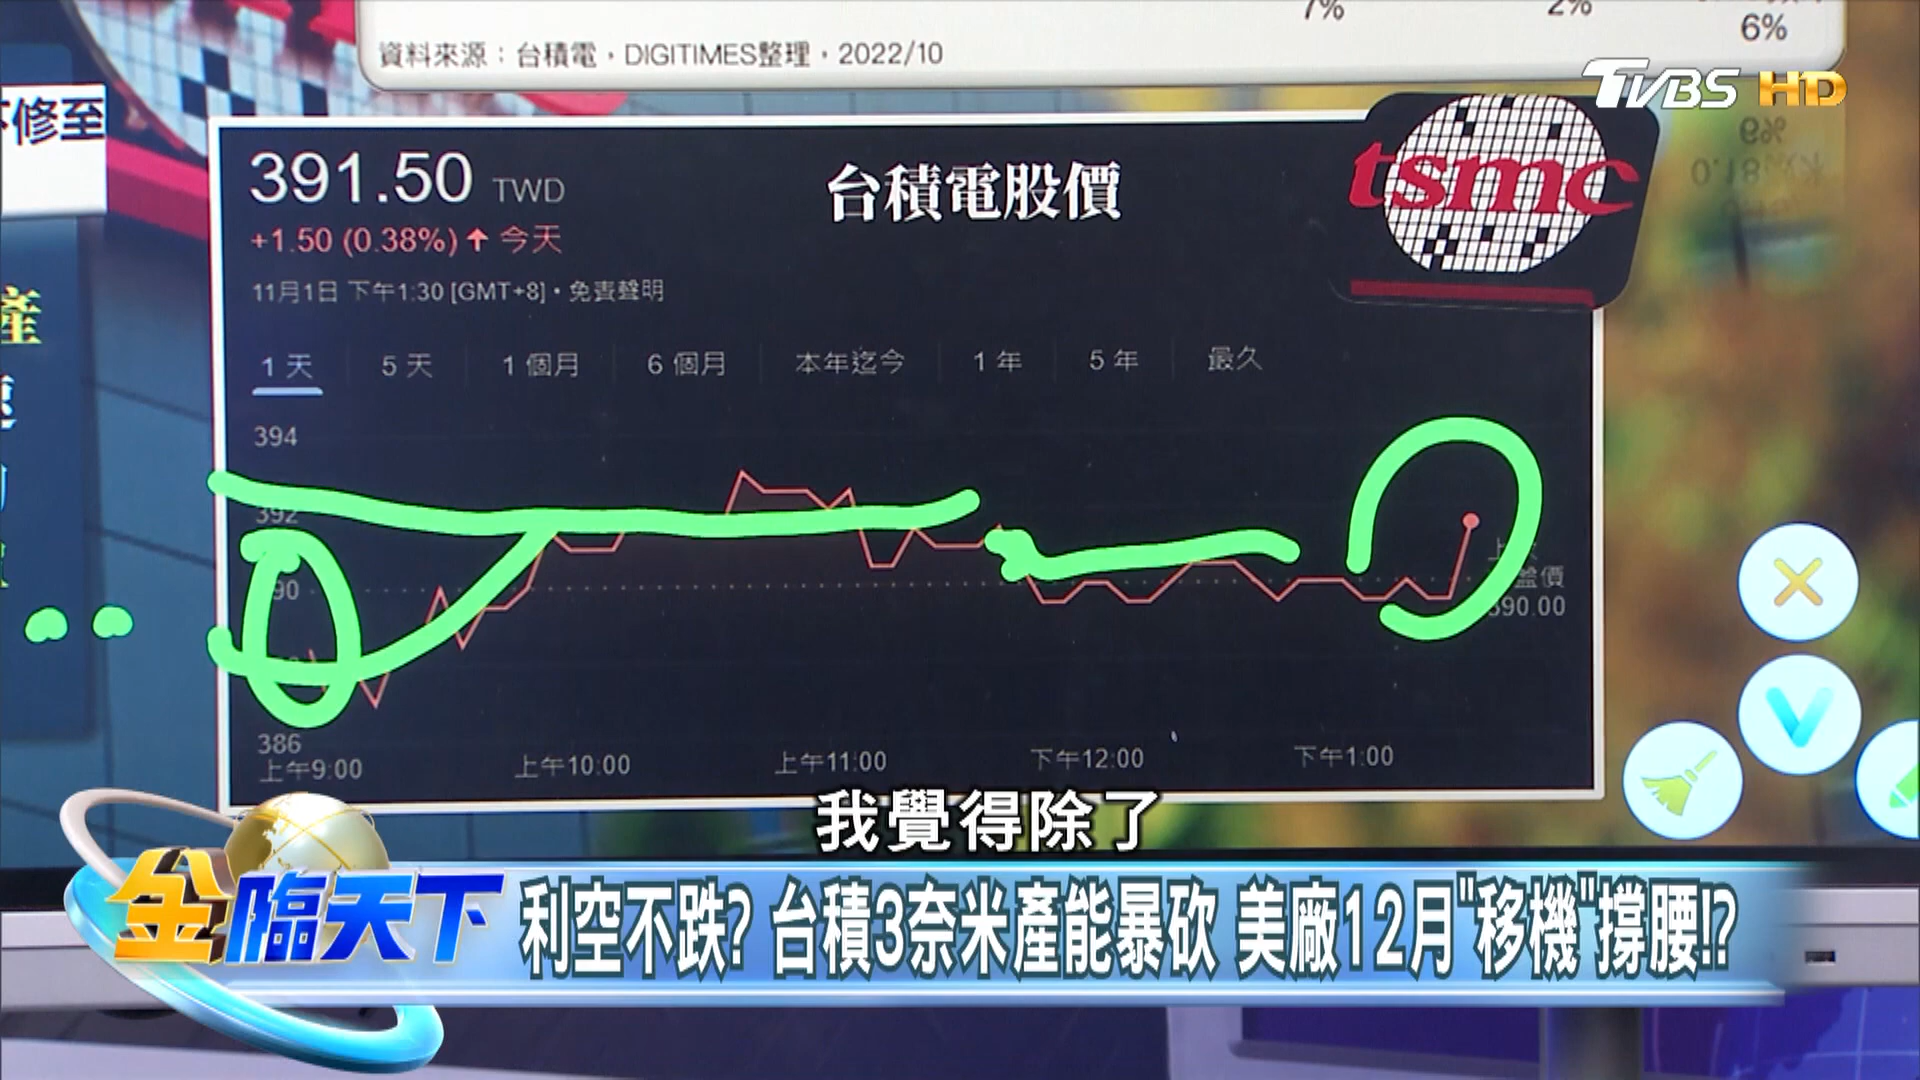 7%
2%
6%
資料來源：台積電，DIGITIMES整理，2022/10
TVBS HD
下修至
391.50 TWD
台積電股價
tsmc
+1.50 (0.38%) ↑ 今天
11月1日 下午1:30 [GMT+8]・免責聲明
1 天
5 天
1 個月
6 個月
本年迄今
1 年
5 年
最久
產
394
392
390.00
386
上午9:00
上午10:00
上午11:00
下午12:00
下午1:00
我覺得除了
金臨天下
利空不跌? 台積3奈米產能暴砍 美廠12月"移機"撐腰!?